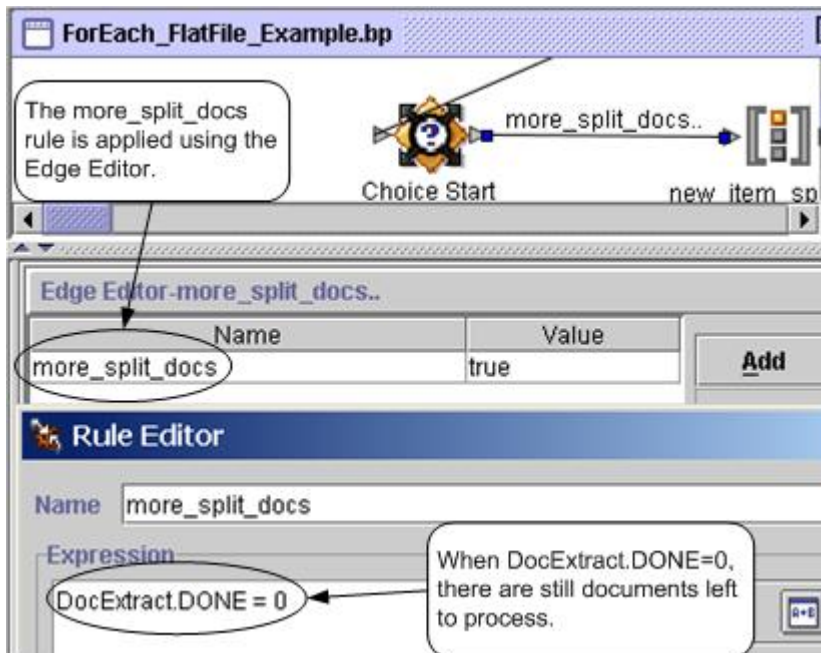 ForEach_FlatFile_Example.bp
The more_split_docs
rule is applied using the
Edge Editor.
more_split_docs..
Choice Start
new_item_sp
Edge Editor-more_split_docs..
Name Value
more_split_docs true
Add
Rule Editor
Name more_split_docs
Expression
DocExtract.DONE = 0
When DocExtract.DONE=0,
there are still documents left
to process.
A+B